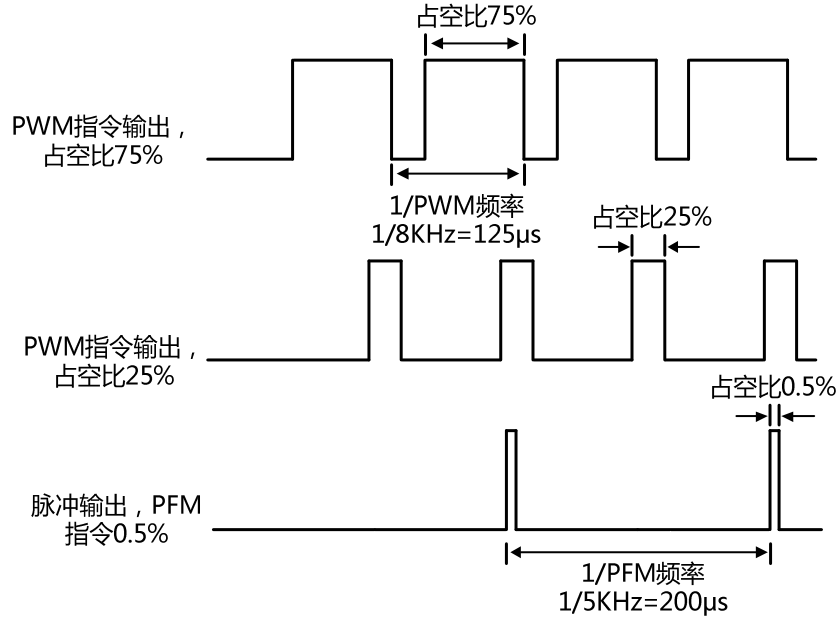 占空比75%
PWM指令输出，
占空比75%
1/PWM频率
1/8KHz=125μs
占空比25%
PWM指令输出，
占空比25%
占空比0.5%
脉冲输出，PFM
指令0.5%
1/PFM频率
1/5KHz=200μs